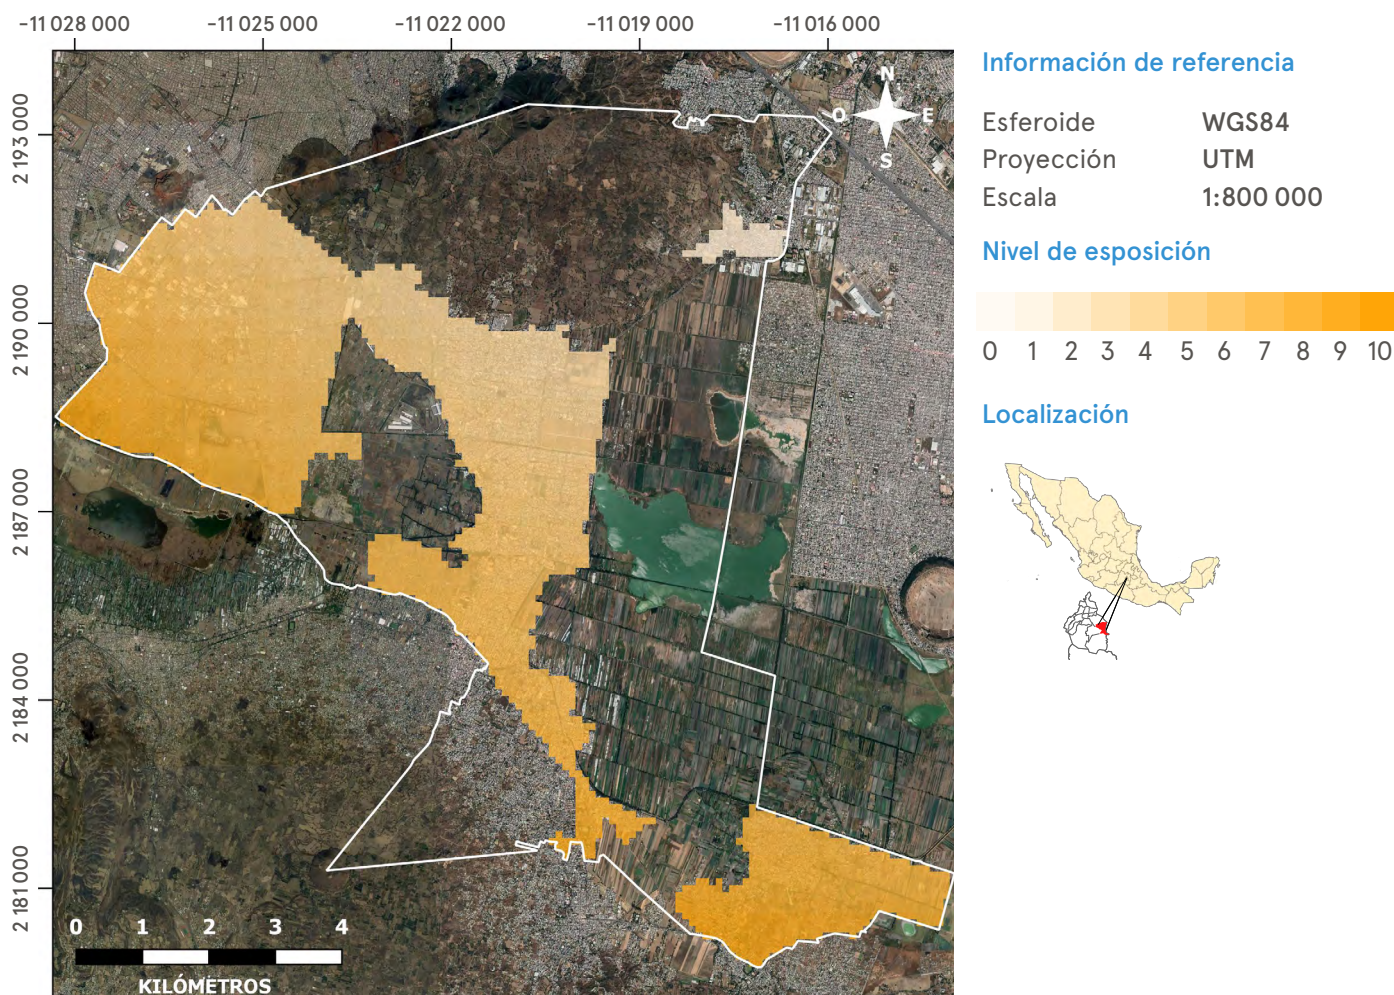 -11 028 000 -11 025 000 -11 022 000 -11 019 000 -11 016 000
2 193 000
2 190 000
2 187 000
2 184 000
2 181 000
N
O E
S
0 1 2 3 4
KILÓMETROS
Información de referencia
Esferoide WGS84
Proyección UTM
Escala 1:800 000
Nivel de esposición
0 1 2 3 4 5 6 7 8 9 10
Localización